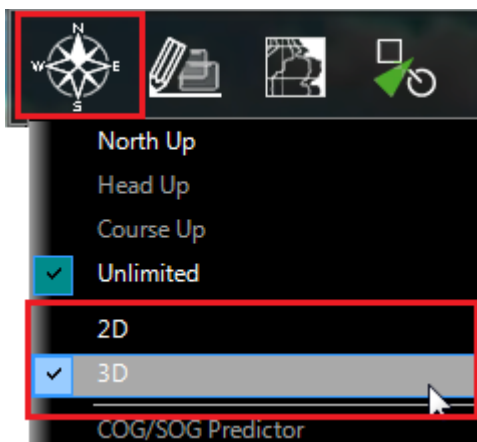 N
W E
S
North Up
Head Up
Course Up
Unlimited
2D
3D
COG/SOG Predictor